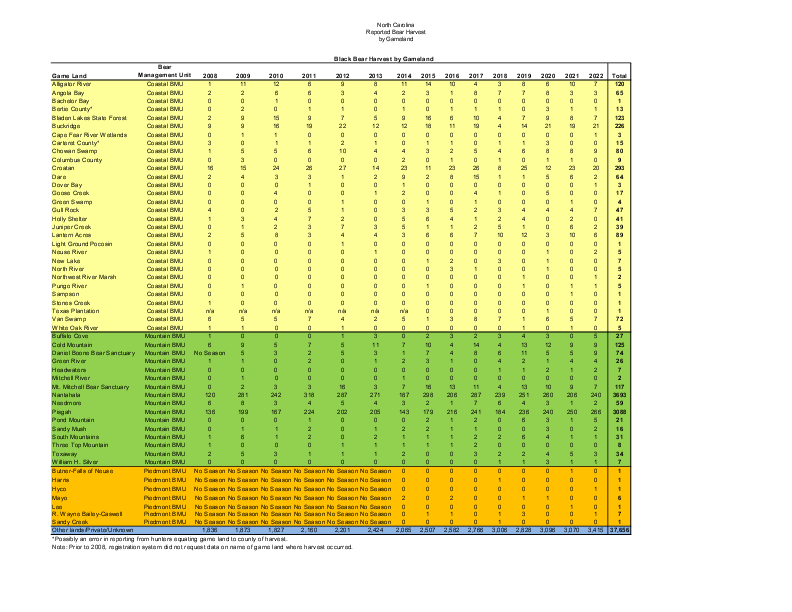 North Carolina
Reported Bear Harvest
by Gameland
Black Bear Harvest by Gameland
Game Land Bear Management Unit 2008 2009 2010 2011 2012 2013 2014 2015 2016 2017 2018 2019 2020 2021 2022 Total
Alligator River Coastal BMU 1 11 12 6 9 8 11 14 10 4 3 8 6 10 7 120
Angola Bay Coastal BMU 2 2 6 6 3 4 2 3 1 8 7 7 8 3 3 65
Bachelor Bay Coastal BMU 0 0 1 0 0 0 0 0 0 0 0 0 0 0 0 1
Bertie County* Coastal BMU 0 2 0 1 1 1 0 1 1 1 0 0 1 3 1 13
Bladen Lakes State Forest Coastal BMU 2 9 15 9 7 5 9 16 6 10 4 7 9 8 7 123
Buckridge Coastal BMU 9 9 16 19 22 12 12 18 11 19 4 14 21 19 21 226
Cape Fear River Wetlands Coastal BMU 0 1 1 0 0 0 0 0 0 0 0 0 0 1 0 3
Carteret County* Coastal BMU 3 0 1 1 2 1 0 0 1 1 0 0 3 1 1 15
Chowan Swamp Coastal BMU 1 5 5 6 10 4 4 3 2 5 4 6 8 8 9 80
Columbus County Coastal BMU 0 3 0 0 0 0 2 0 1 0 1 0 1 1 0 9
Croatan Coastal BMU 16 15 24 26 27 14 23 11 23 26 8 25 12 23 20 293
Dare Coastal BMU 2 4 3 3 1 2 9 2 8 15 1 1 5 6 2 64
Dover Bay Coastal BMU 0 0 0 1 0 0 1 0 0 0 0 0 0 1 0 3
Goose Creek Coastal BMU 0 0 4 0 0 1 2 0 0 4 1 0 5 0 0 17
Green Swamp Coastal BMU 0 0 0 0 1 0 0 1 0 1 0 0 1 0 0 4
Gull Rock Coastal BMU 4 0 2 5 1 0 3 3 5 2 3 4 4 4 7 47
Holly Shelter Coastal BMU 1 3 4 7 2 0 5 6 4 1 2 4 0 2 0 41
Juniper Creek Coastal BMU 0 1 2 3 7 3 5 1 1 2 5 1 0 6 2 39
Lantern Acres Coastal BMU 2 5 8 3 4 4 3 6 6 7 10 12 3 10 6 89
Light Ground Pocosin Coastal BMU 0 0 0 0 1 0 0 0 0 0 0 0 0 0 0 1
Neuse River Coastal BMU 1 0 0 0 0 0 0 0 0 1 0 0 1 0 2 5
New Lake Coastal BMU 0 0 0 0 0 0 0 1 2 0 3 0 1 0 0 7
North River Coastal BMU 0 0 0 0 0 0 0 0 3 1 0 0 1 0 0 5
Northwest River Marsh Coastal BMU 0 0 0 0 0 0 0 0 0 0 0 1 0 0 1 2
Pungo River Coastal BMU 0 1 0 0 0 0 0 1 0 0 1 1 0 1 0 5
Sampson Coastal BMU 0 0 0 0 0 0 0 0 0 0 0 0 1 0 0 1
Stones Creek Coastal BMU 1 0 0 0 0 0 0 0 0 0 0 0 0 0 0 1
Texas Plantation Coastal BMU n/a n/a n/a n/a n/a n/a n/a 0 0 0 0 0 1 0 0 1
Van Swamp Coastal BMU 6 5 5 7 4 2 5 1 3 8 7 1 6 5 7 72
White Oak River Coastal BMU 1 1 0 0 1 0 0 0 0 2 0 0 0 0 0 5
Buffalo Cove Mountain BMU 0 0 0 0 1 3 0 2 2 3 4 3 0 5 27
Cold Mountain Mountain BMU 6 9 5 7 5 11 7 10 4 14 4 13 12 9 9 125
Daniel Boone Bear Sanctuary Mountain BMU No Season 5 3 2 5 3 1 7 4 8 6 11 5 5 9 74
Green River Mountain BMU 1 1 0 2 0 1 2 3 1 0 4 2 1 4 4 26
Headwaters Mountain BMU 0 0 0 0 0 0 0 0 0 0 1 1 2 1 2 7
Mitchell River Mountain BMU 0 1 0 0 0 0 0 0 0 0 0 1 0 0 0 2
Mt. Mitchell Bear Sanctuary Mountain BMU 0 2 3 3 16 3 7 16 13 11 4 13 10 9 7 117
Nantahala Mountain BMU 120 281 242 318 287 271 187 298 206 287 239 251 260 206 240 3693
Needmore Mountain BMU 6 8 3 4 5 4 3 2 1 7 6 4 3 1 2 59
Pisgah Mountain BMU 136 199 167 224 202 205 143 179 216 241 184 236 240 250 266 3088
Pond Mountain Mountain BMU 0 0 0 1 0 0 0 2 1 2 0 6 3 1 5 21
Sandy Mush Mountain BMU 0 1 1 2 0 1 0 2 2 1 0 0 3 0 2 16
South Mountains Mountain BMU 1 6 1 2 0 2 1 2 2 3 2 6 1 1 1 31
Three Top Mountain Mountain BMU 1 0 0 0 1 1 1 1 1 2 0 0 0 0 0 8
Toxaway Mountain BMU 2 5 3 1 1 2 1 2 0 0 3 2 4 5 3 34
William H. Silver Mountain BMU 0 0 0 0 0 0 0 0 0 0 1 1 3 1 1 7
Butner-Falls of Neuse Piedmont BMU No Season No Season No Season No Season No Season No Season 0 0 0 0 0 0 0 1 0 1
Harris Piedmont BMU No Season No Season No Season No Season No Season No Season 0 0 0 0 1 0 0 0 0 1
Hyco Piedmont BMU No Season No Season No Season No Season No Season No Season 0 0 0 0 0 0 0 1 0 1
Mayo Piedmont BMU No Season No Season No Season No Season No Season No Season 2 0 2 0 0 1 0 0 1 6
Lee Piedmont BMU No Season No Season No Season No Season No Season No Season 0 0 0 0 0 0 0 1 0 1
R. Wayne Bailey-Caswell Piedmont BMU No Season No Season No Season No Season No Season No Season 0 1 1 0 0 1 2 0 2 7
Sandy Creek Piedmont BMU No Season No Season No Season No Season No Season No Season 0 0 0 0 1 0 0 0 0 1
Other lands/Private/Unknown 1,836 1,873 1,827 2,160 2,201 2,424 2,065 2,507 2,582 2,766 3,008 2,828 3,098 3,070 3,415 37,656
*Possibly an error in reporting from hunters equating game land to county of harvest.
Note: Prior to 2008, registration system did not request data on name of game land where harvest occurred.